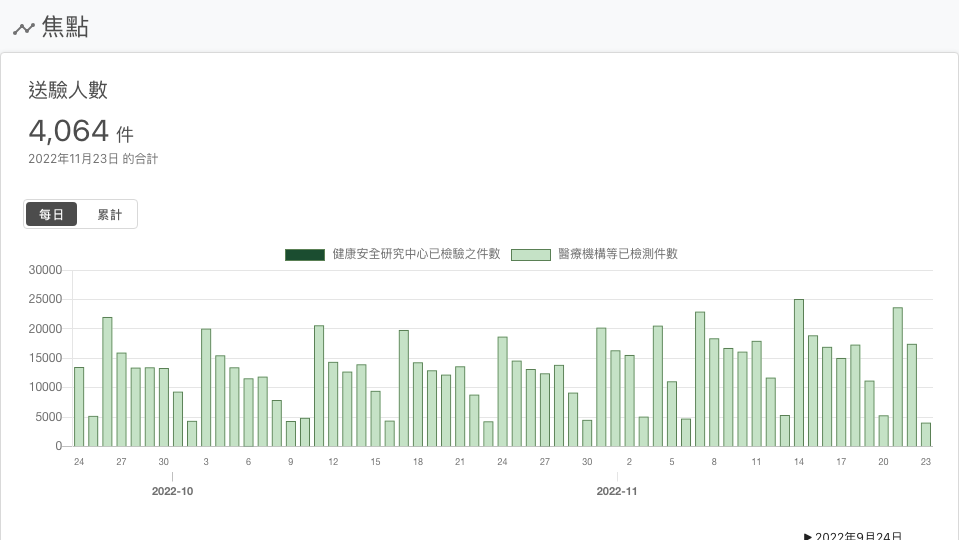 焦點
送驗人數
4,064 件
2022年11月23日 的合計
每日 累計
健康安全研究中心已檢驗之件數 醫療機構等已檢測件數
30000
25000
20000
15000
10000
5000
0
24 27 30 3 6 9 12 15 18 21 24 27 30 2 5 8 11 14 17 20 23
2022-10 2022-11
▶ 2022年9月24日